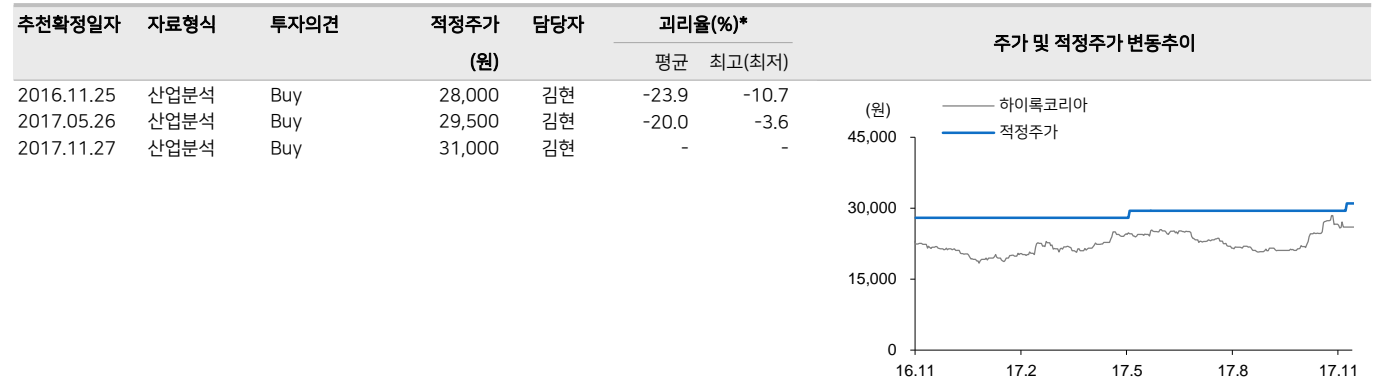 추천확정일자 자료형식 투자의견 적정주가 담당자 괴리율(%)* 주가 및 적정주가 변동추이
(원) 평균 최고(최저)
2016.11.25 산업분석 Buy 28,000 김현 -23.9 -10.7
2017.05.26 산업분석 Buy 29,500 김현 -20.0 -3.6
2017.11.27 산업분석 Buy 31,000 김현 - -
(원)
하이록코리아
적정주가
45,000
30,000
15,000
0
16.11 17.2 17.5 17.8 17.11